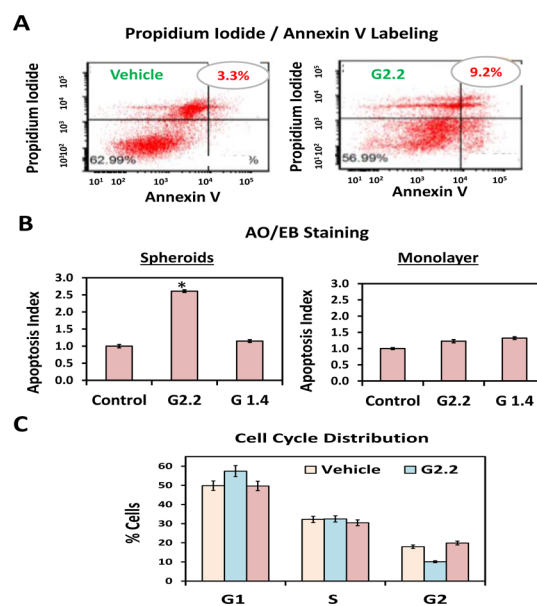 A
Propidium Iodide / Annexin V Labeling
Propidium Iodide
10⁵
10⁴
10³
10² 
10¹
Vehicle
3.3%
62.99%
%
10¹ 10² 10³ 10⁴ 10⁵
Annexin V
Propidium Iodide
10⁵
10⁴
10³
10²
10¹
G2.2
9.2%
56.99%
10¹ 10² 10³ 10⁴ 10⁵
Annexin V
B
AO/EB Staining
Spheroids
Apoptosis Index
3.0
2.5
2.0
1.5
1.0
0.5
0.0
*
Control G2.2 G 1.4
Monolayer
Apoptosis Index
3.0
2.5
2.0
1.5
1.0
0.5
0.0
Control G2.2 G 1.4
C
Cell Cycle Distribution
% Cells
60
50
40
30
20
10
0
Vehicle G2.2
G1 S G2